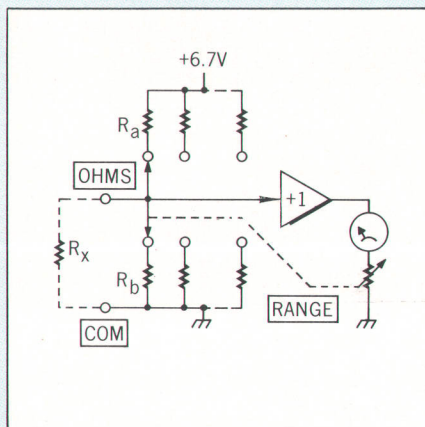 +6.7V
Ra
OHMS
+1
Rx
Rb
RANGE
COM